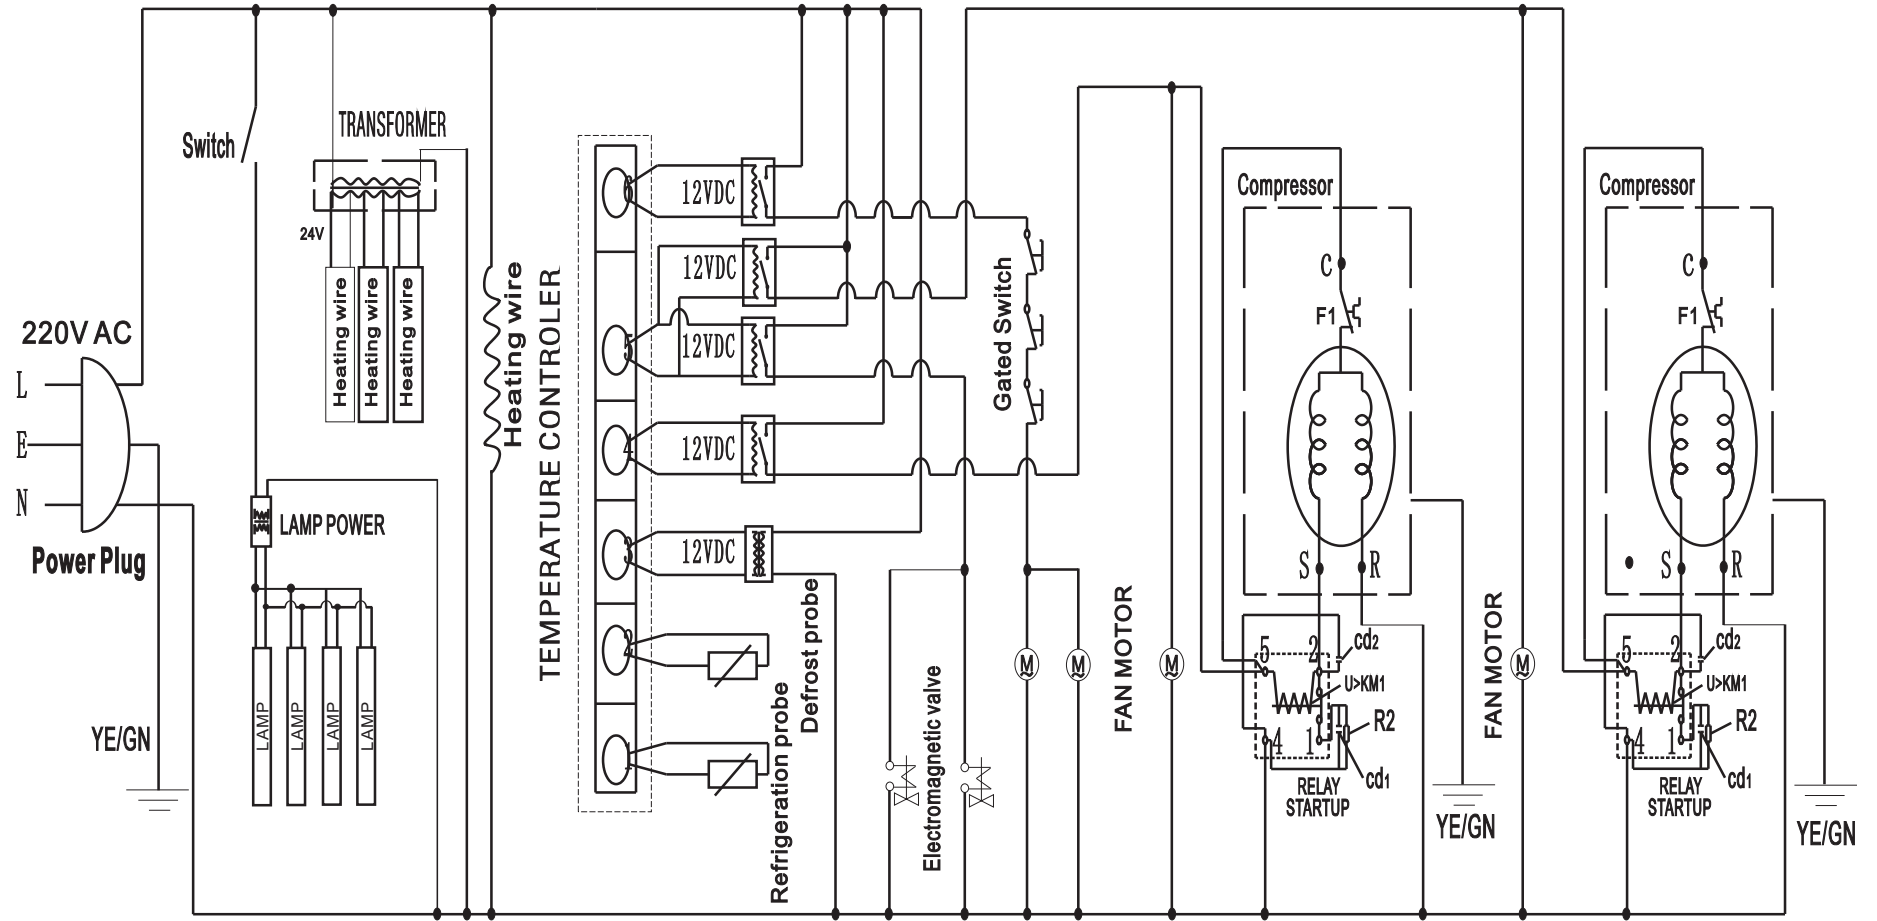 220V AC
L
E
N
Power Plug
YE/GN
Switch
TRANSFORMER
24V
Heating wire
Heating wire
Heating wire
LAMP POWER
LAMP
LAMP
LAMP
LAMP
Heating wire
TEMPERATURE CONTROLER
6
5
4
3
2
1
12VDC
12VDC
12VDC
12VDC
12VDC
Defrost probe
Refrigeration probe
Electromagnetic valve
Gated Switch
M
~
M
~
FAN MOTOR
M
~
Compressor
C
F1
S
R
5
2
cd2
U>KM1
R2
4
1
cd1
RELAY
STARTUP
YE/GN
FAN MOTOR
M
~
Compressor
C
F1
S
R
5
2
cd2
U>KM1
R2
4
1
cd1
RELAY
STARTUP
YE/GN